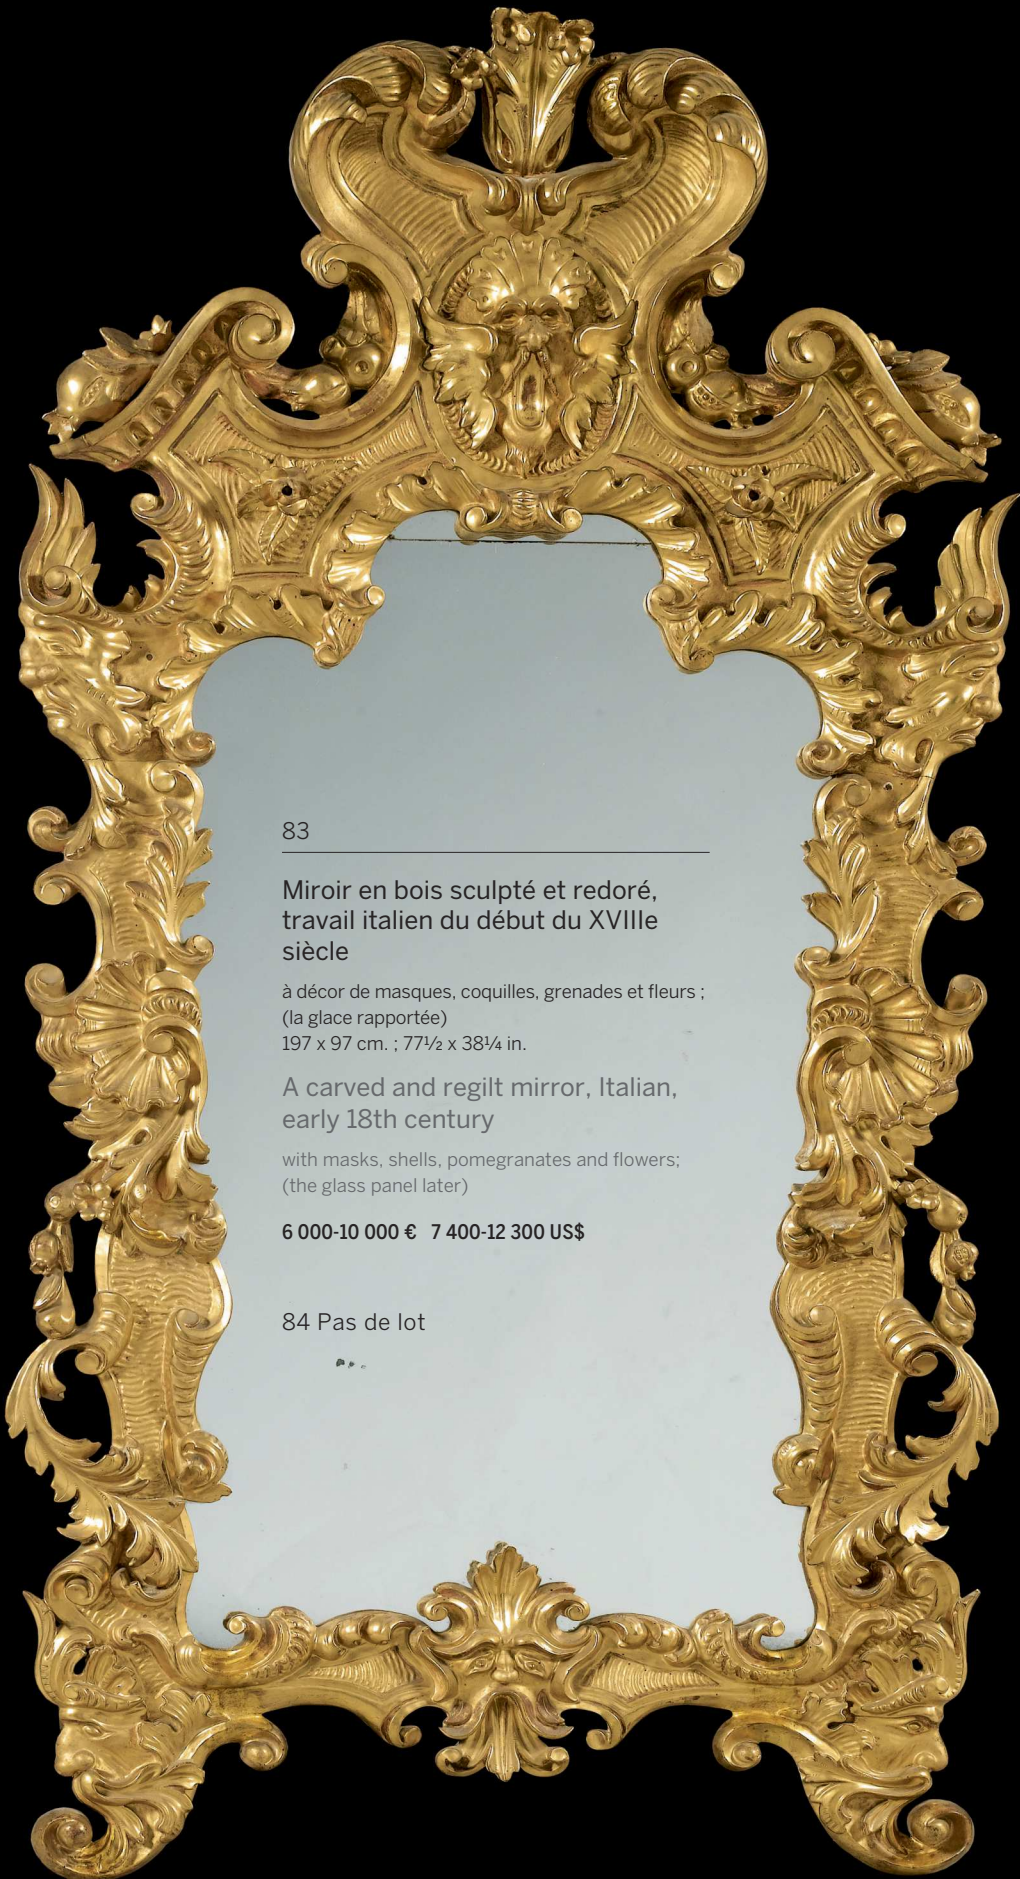 83
Miroir en bois sculpté et redoré,
travail italien du début du XVIIIe
siècle
à décor de masques, coquilles, grenades et fleurs ;
(la glace rapportée)
197 x 97 cm. ; 77½ x 38¼ in.
A carved and regilt mirror, Italian,
early 18th century
with masks, shells, pomegranates and flowers;
(the glass panel later)
6 000-10 000 € 7 400-12 300 US$
84 Pas de lot